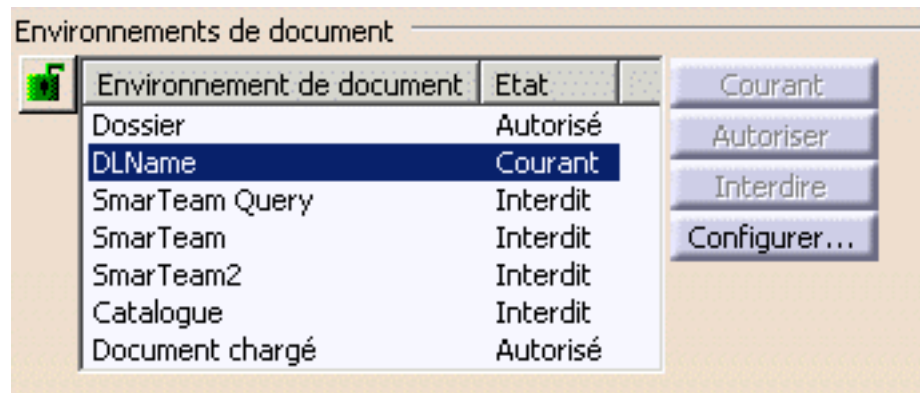 Environnements de document
Environnement de document Etat Courant
Dossier Autorisé Autoriser
DLName Courant
SmarTeam Query Interdit Interdire
SmarTeam Interdit Configurer...
SmarTeam2 Interdit
Catalogue Interdit
Document chargé Autorisé